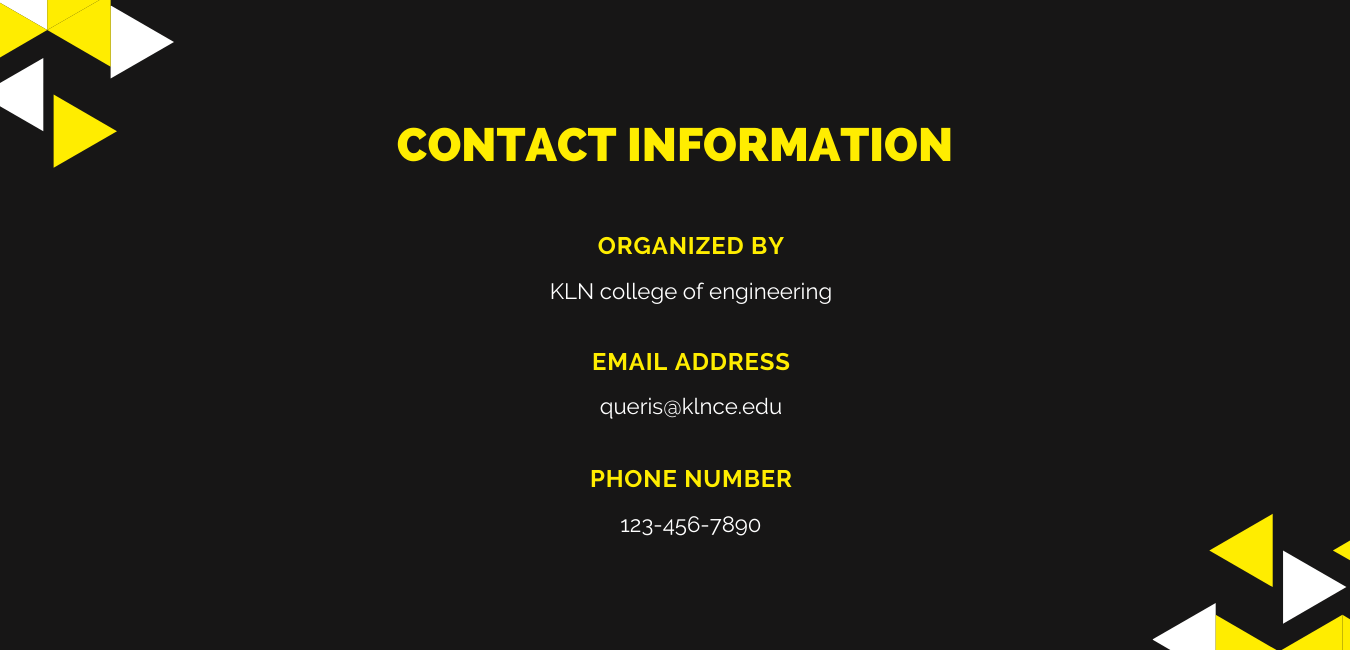 CONTACT INFORMATION
ORGANIZED BY
KLN college of engineering
EMAIL ADDRESS
queris@klnce.edu
PHONE NUMBER
123-456-7890